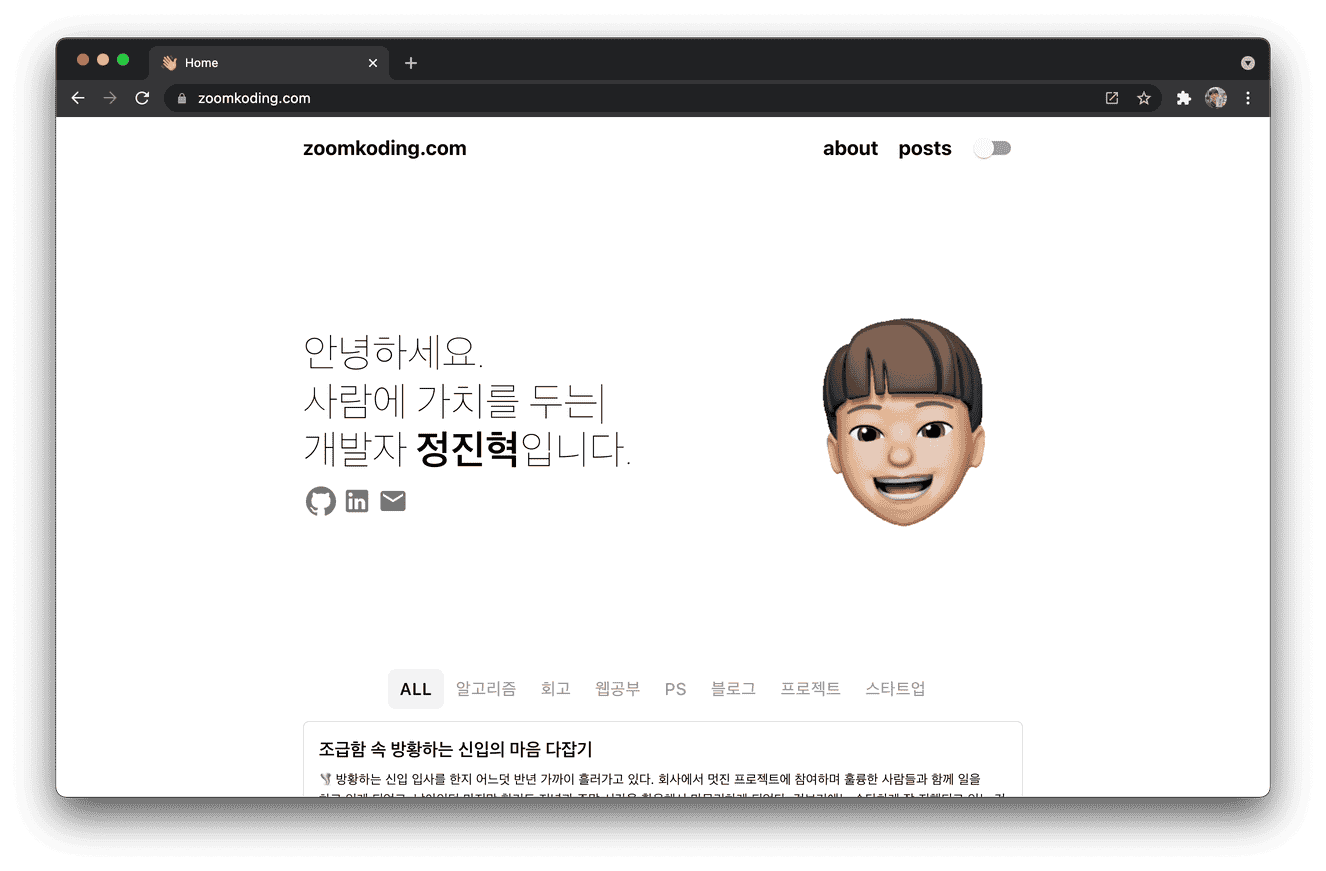 Home
zoomkoding.com
zoomkoding.com
about posts
안녕하세요.
사람에 가치를 두는|
개발자 정진혁입니다.
in
ALL 알고리즘 회고 웹공부 PS 블로그 프로젝트 스타트업
조급함 속 방황하는 신입의 마음 다잡기
방황하는 신입 입사를 한지 어느덧 반년 가까이 흘러가고 있다. 회사에서 멋진 프로젝트에 참여하며 훌륭한 사람들과 함께 일을